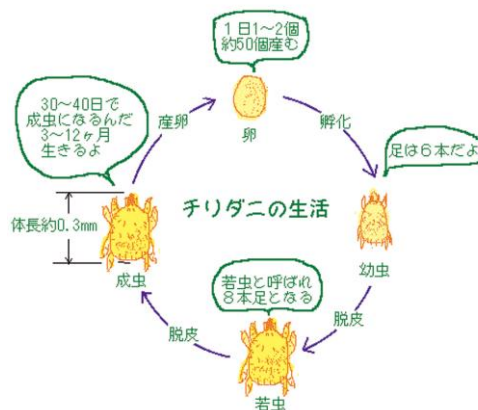 1日1～2個
約50個産む
卵
30～40日で
成虫になるんだ
3～12ヶ月
生きるよ
産卵
孵化
足は6本だよ
チリダニの生活
体長約0.3mm
成虫
幼虫
若虫と呼ばれ
8本足となる
脱皮
脱皮
若虫